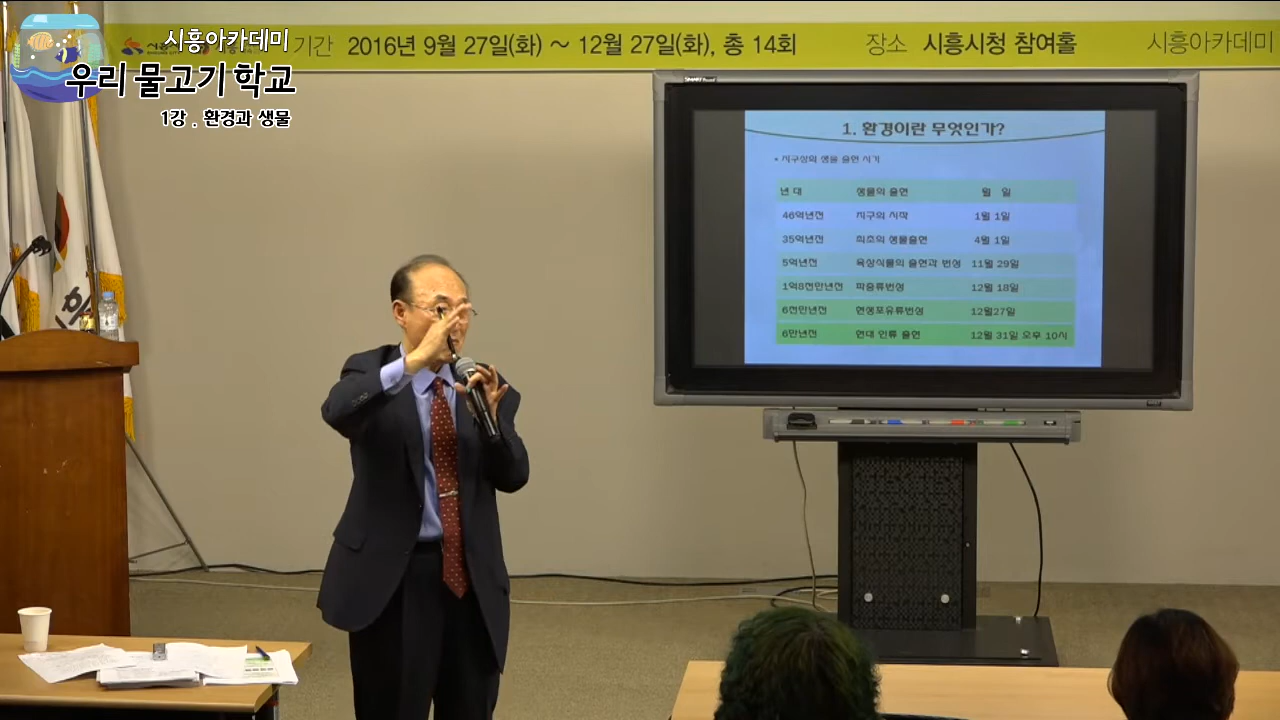 시흥아카데미
우리 물고기 학교
1강 . 환경과 생물
기간 2016년 9월 27일(화) ~ 12월 27일(화), 총 14회 장소 시흥시청 참여홀 시흥아카데미
1. 환경이란 무엇인가?
• 지구상의 생물 출현 시기
년 대 생물의 출현 월 일
46억년전 지구의 시작 1월 1일
35억년전 최초의 생물출현 4월 1일
5억년전 육상식물의 출현과 번성 11월 29일
1억8천만년전 파충류번성 12월 18일
6천만년전 현생포유류번성 12월27일
6만년전 현대 인류 출현 12월 31일 오후 10시